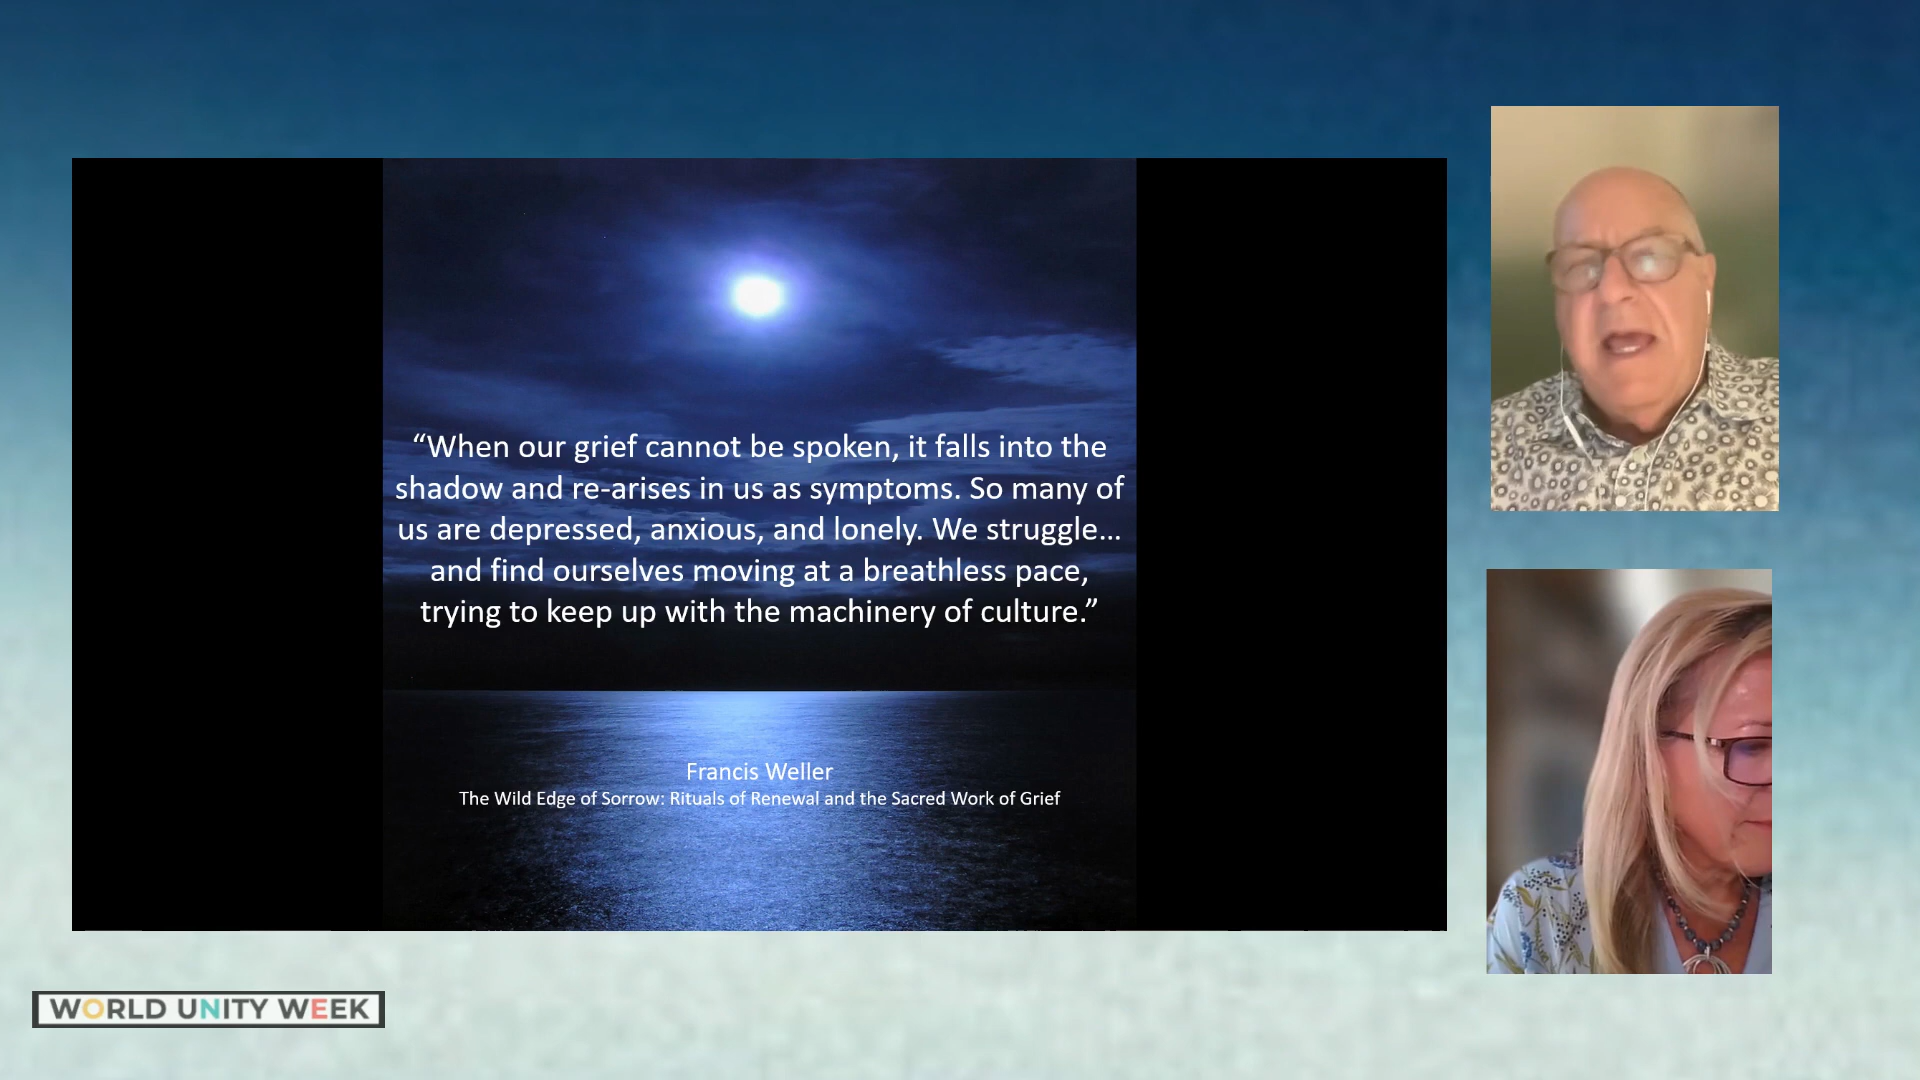 “When our grief cannot be spoken, it falls into the
shadow and re-arises in us as symptoms. So many of
us are depressed, anxious, and lonely. We struggle…
and find ourselves moving at a breathless pace,
trying to keep up with the machinery of culture.”
Francis Weller
The Wild Edge of Sorrow: Rituals of Renewal and the Sacred Work of Grief
WORLD UNITY WEEK